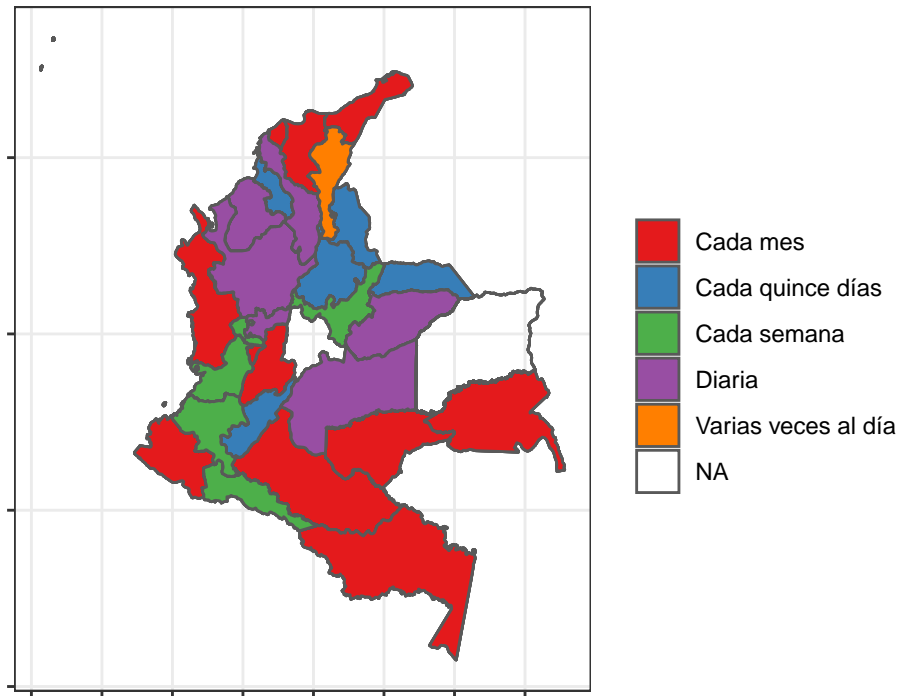 Cada mes
Cada quince días
Cada semana
Diaria
Varias veces al día
NA